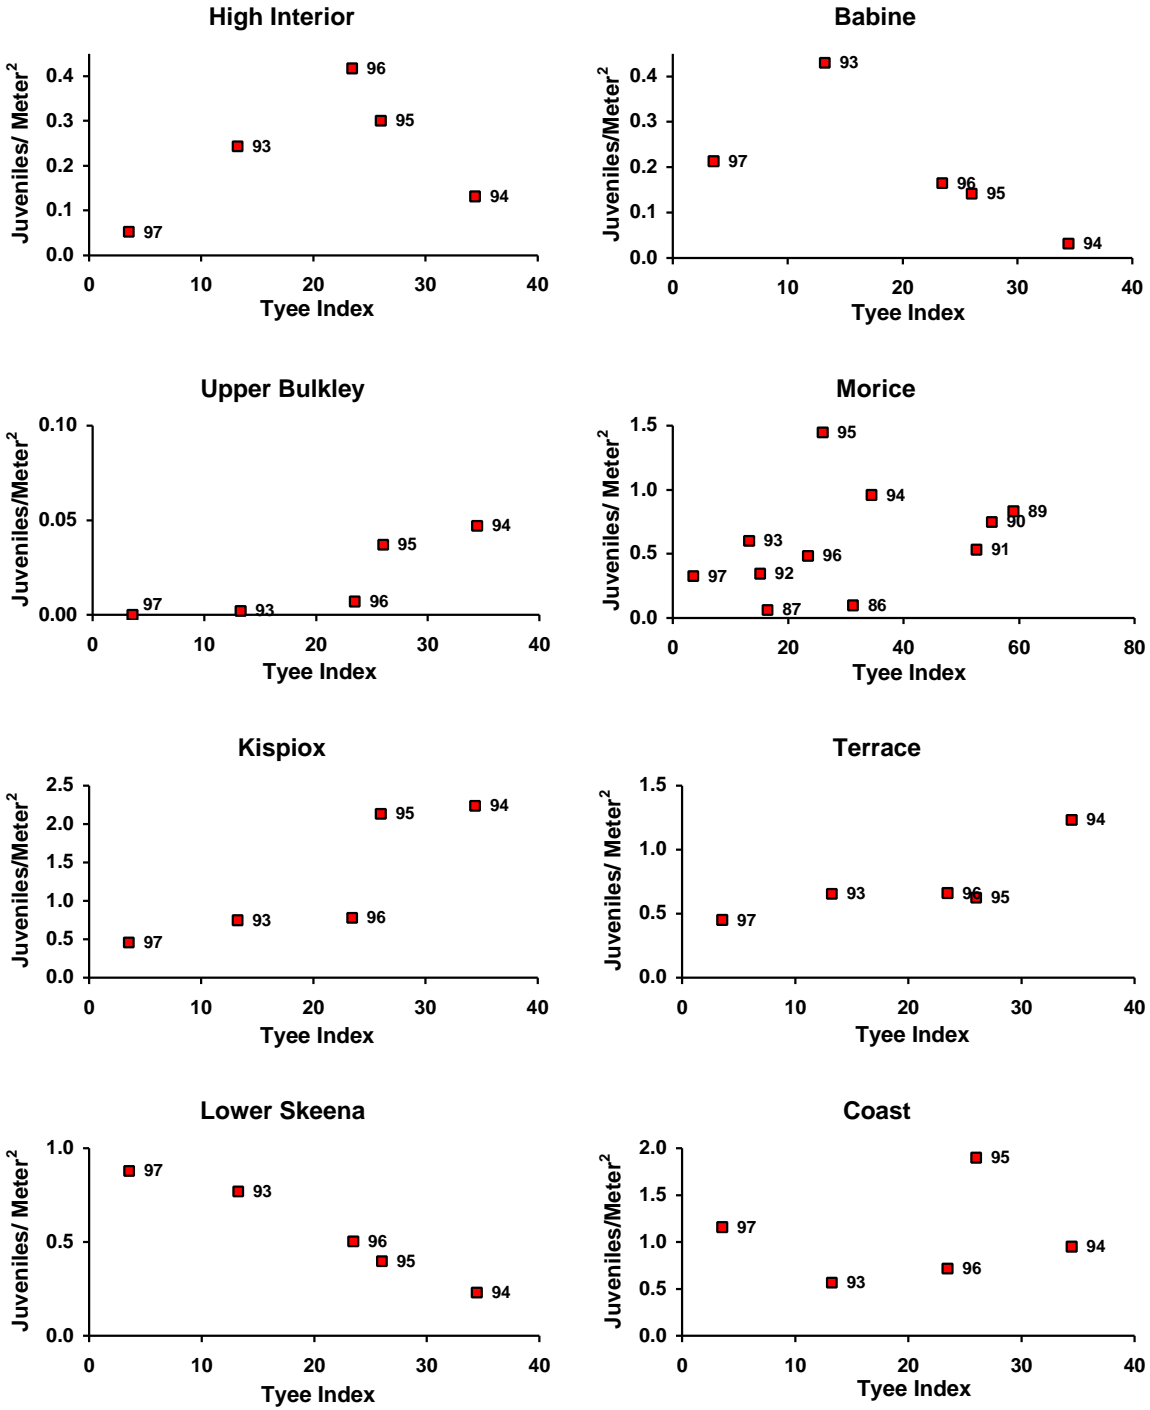 High Interior
Juveniles/ Meter2
0.4
0.3
0.2
0.1
0.0
96
95
93
94
97
0 10 20 30 40
Tyee Index
Babine
Juveniles/Meter2
0.4
0.3
0.2
0.1
0.0
93
97
96
95
94
0 10 20 30 40
Tyee Index
Upper Bulkley
Juveniles/Meter2
0.10
0.05
0.00
94
95
97
93
96
0 10 20 30 40
Tyee Index
Morice
Juveniles/ Meter2
1.5
1.0
0.5
0.0
95
94
89
90
93
91
96
97
92
87
86
0 20 40 60 80
Tyee Index
Kispiox
Juveniles/Meter2
2.5
2.0
1.5
1.0
0.5
0.0
94
95
93
96
97
0 10 20 30 40
Tyee Index
Terrace
Juveniles/ Meter2
1.5
1.0
0.5
0.0
94
93
96
95
97
0 10 20 30 40
Tyee Index
Lower Skeena
Juveniles/ Meter2
1.0
0.5
0.0
97
93
96
95
94
0 10 20 30 40
Tyee Index
Coast
Juveniles/Meter2
2.0
1.5
1.0
0.5
0.0
95
97
94
96
93
0 10 20 30 40
Tyee Index